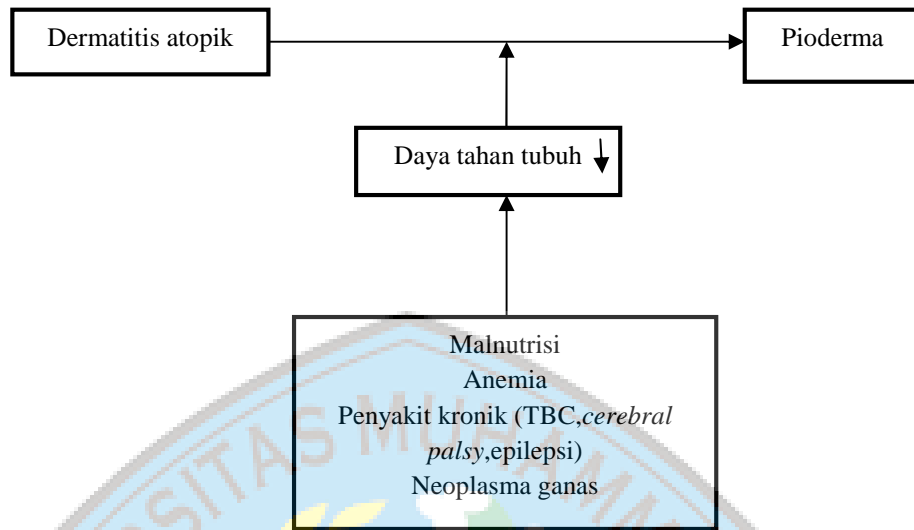 Dermatitis atopik
Pioderma
Daya tahan tubuh
Malnutrisi
Anemia
Penyakit kronik (TBC,cerebral
palsy,epilepsi)
Neoplasma ganas